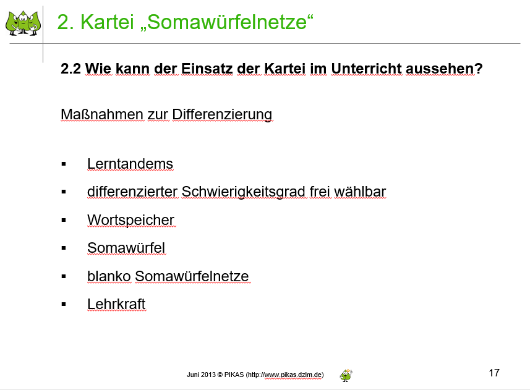 2. Kartei „Somawürfelnetze“
2.2 Wie kann der Einsatz der Kartei im Unterricht aussehen?
Maßnahmen zur Differenzierung
▪ Lerntandems
▪ differenzierter Schwierigkeitsgrad frei wählbar
▪ Wortspeicher
▪ Somawürfel
▪ blanko Somawürfelnetze
▪ Lehrkraft
Juni 2013 © PIKAS (http://www.pikas.dzlm.de)
17